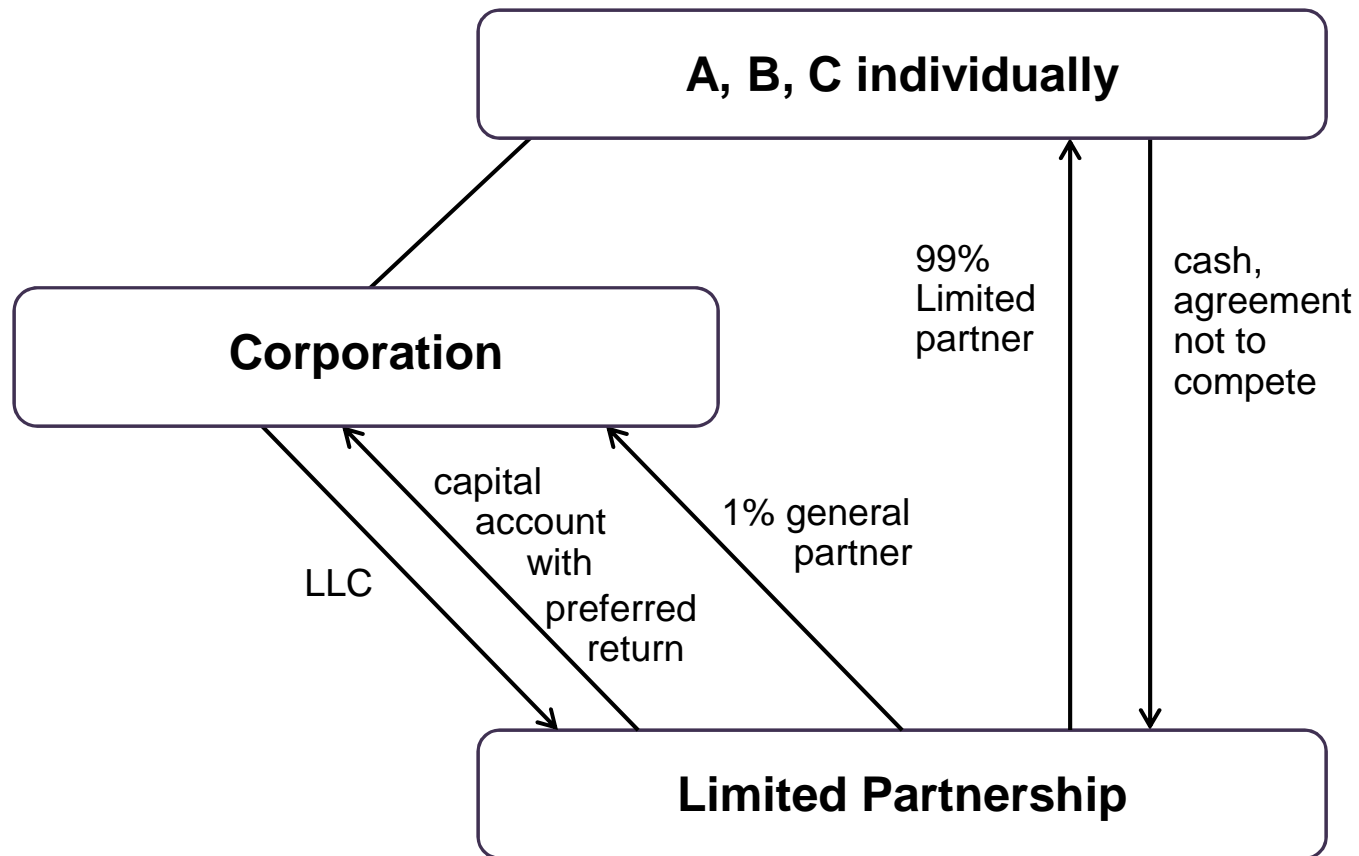 A, B, C individually
99%
Limited
partner
cash,
agreement
not to
compete
Corporation
capital
account
with
preferred
return
1% general
partner
LLC
Limited Partnership